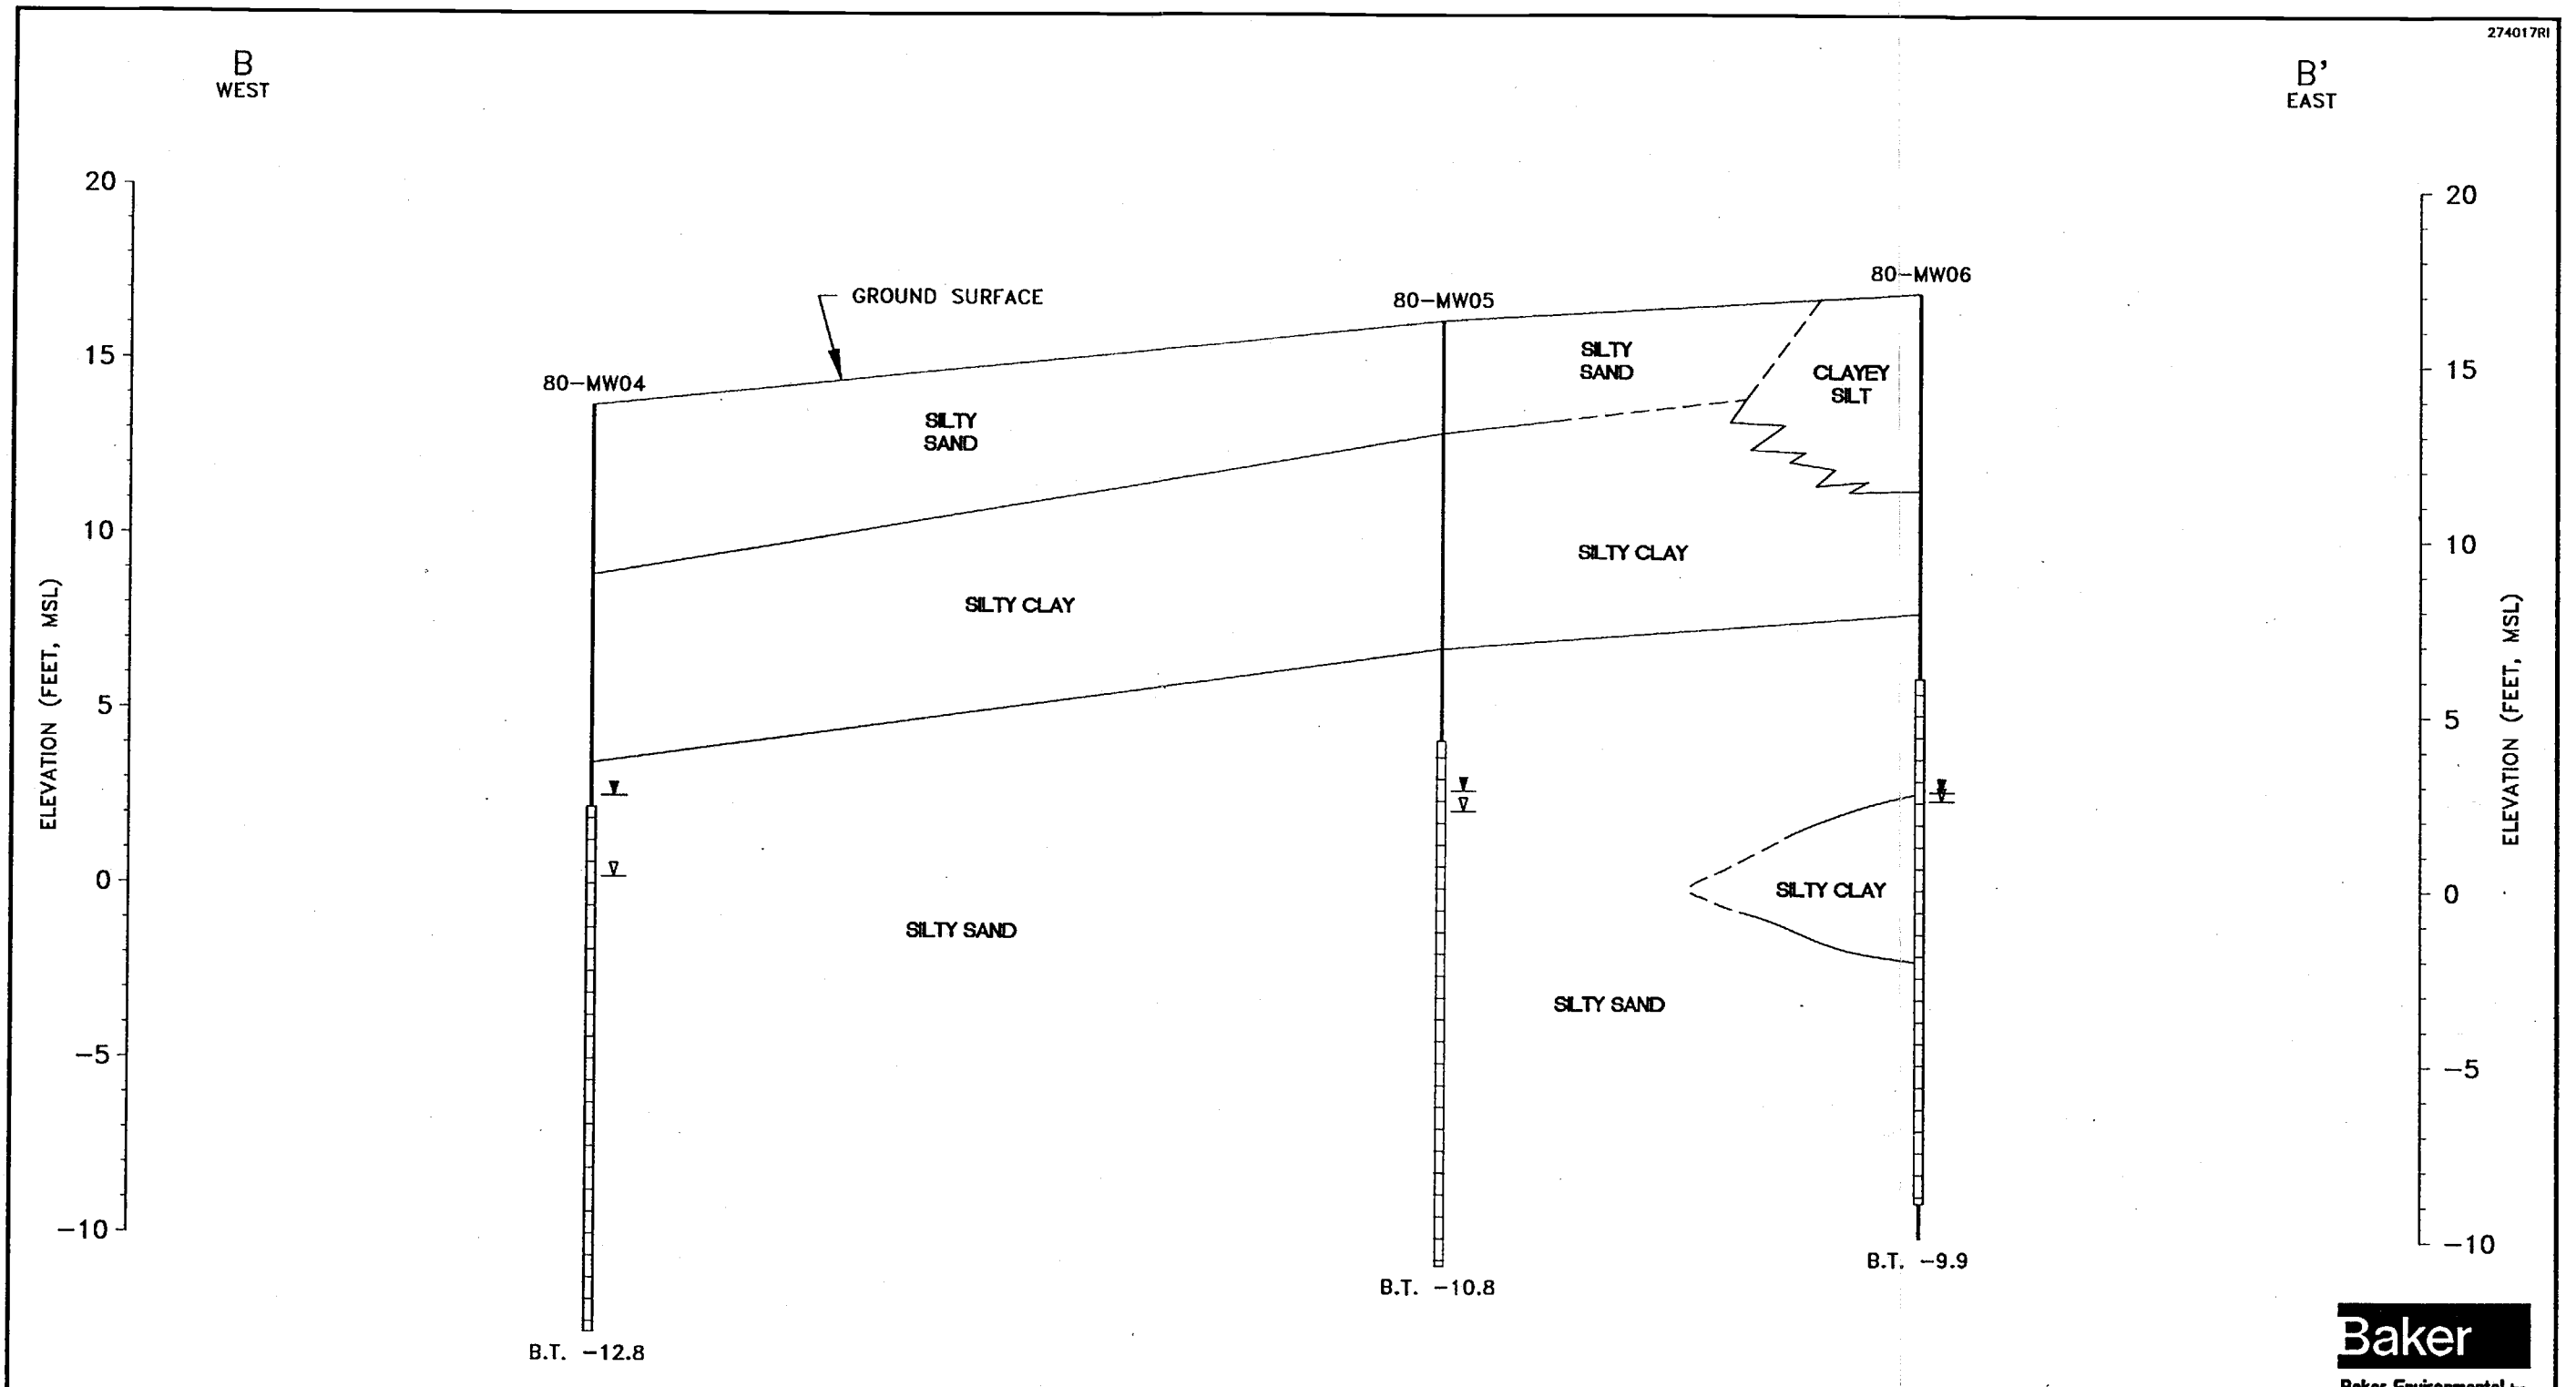 274017RI
B
WEST
B'
EAST
20
15
10
5
0
-5
-10
ELEVATION (FEET, MSL)
GROUND SURFACE
80-MW04
80-MW05
80-MW06
SILTY
SAND
SILTY
SAND
CLAYEY
SILT
SILTY CLAY
SILTY CLAY
SILTY CLAY
SILTY SAND
SILTY SAND
B.T. -12.8
B.T. -10.8
B.T. -9.9
20
15
10
5
0
-5
-10
ELEVATION (FEET, MSL)
Baker
Baker Environmental